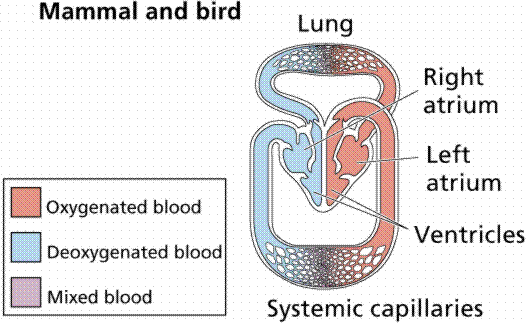 Mammal and bird
Lung
Right
atrium
Left
atrium
Ventricles
Systemic capillaries
Oxygenated blood
Deoxygenated blood
Mixed blood